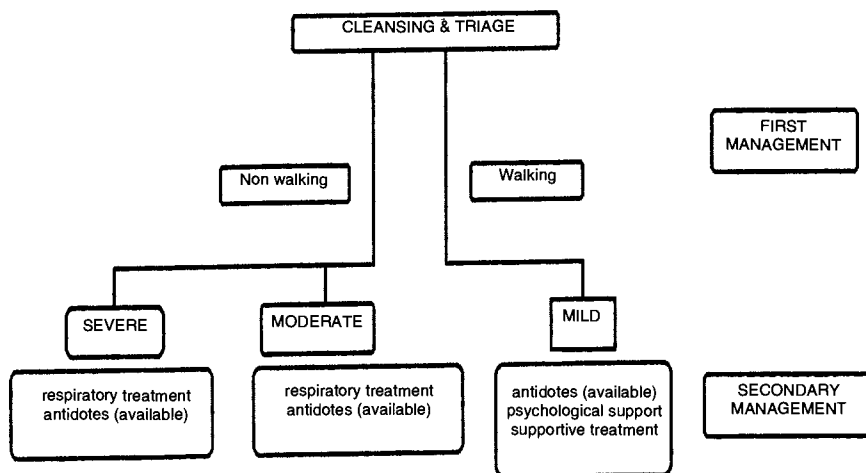 CLEANSING & TRIAGE
FIRST
MANAGEMENT
Non walking
Walking
SEVERE
MODERATE
MILD
respiratory treatment
antidotes (available)
respiratory treatment
antidotes (available)
antidotes (available)
psychological support
supportive treatment
SECONDARY
MANAGEMENT